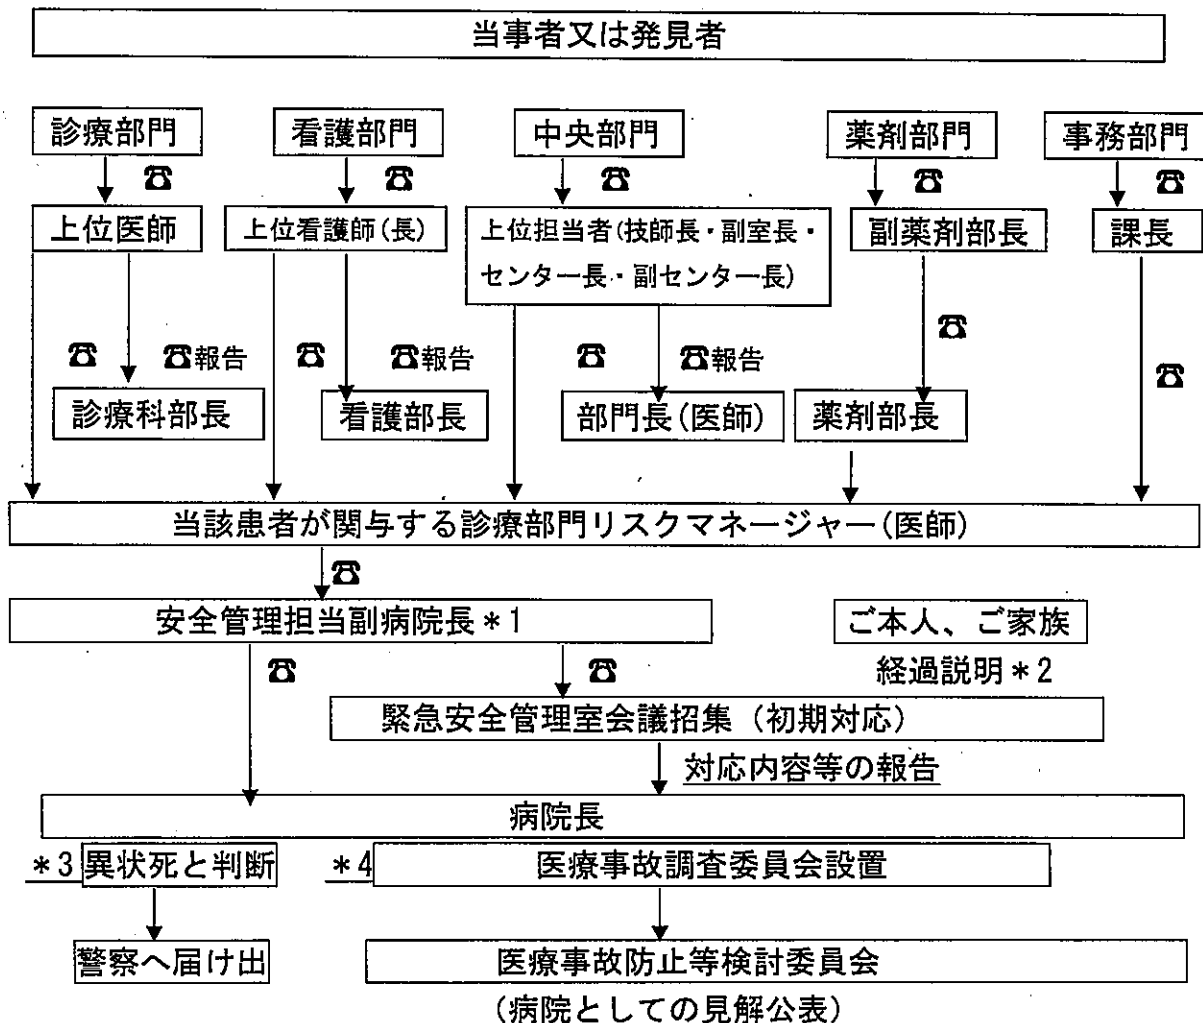 当事者又は発見者
診療部門 看護部門 中央部門 薬剤部門 事務部門
☎ ☎ ☎ ☎ ☎
上位医師 上位看護師(長) 上位担当者(技師長・副室長・ 副薬剤部長 課長
センター長・副センター長)
☎
☎ ☎報告 ☎ ☎報告 ☎ ☎報告 ☎
診療科部長 看護部長 部門長(医師) 薬剤部長
当該患者が関与する診療部門リスクマネージャー(医師)
☎
安全管理担当副病院長*1 ご本人、ご家族
☎ ☎ 経過説明*2
緊急安全管理室会議招集(初期対応)
対応内容等の報告
病院長
*3 異状死と判断 *4 医療事故調査委員会設置
警察へ届け出 医療事故防止等検討委員会
(病院としての見解公表)